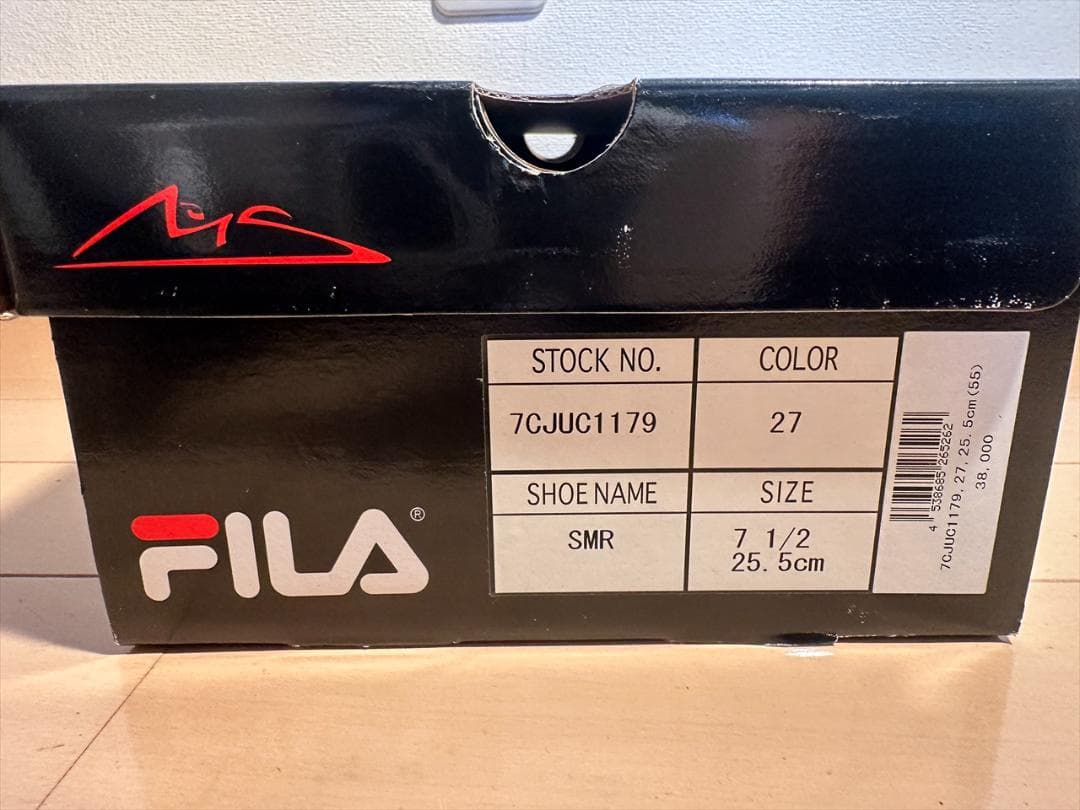 STOCK NO.
COLOR
7CJUC1179
27
SHOE NAME
SIZE
SMR
7 1/2
25.5cm
FILA®
4 538685 265262
7CJUC1179, 27, 25.5cm(55)
38,000